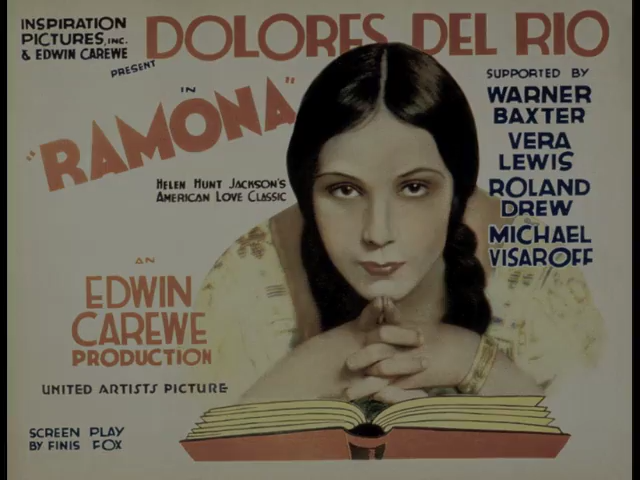 INSPIRATION
PICTURES, INC.
& EDWIN CAREWE
PRESENT
DOLORES DEL RIO
IN
"RAMONA"
HELEN HUNT JACKSON'S
AMERICAN LOVE CLASSIC
SUPPORTED BY
WARNER
BAXTER
VERA
LEWIS
ROLAND
DREW
MICHAEL
VISAROFF
AN
EDWIN
CAREWE
PRODUCTION
UNITED ARTISTS PICTURE
SCREEN PLAY
BY FINIS FOX